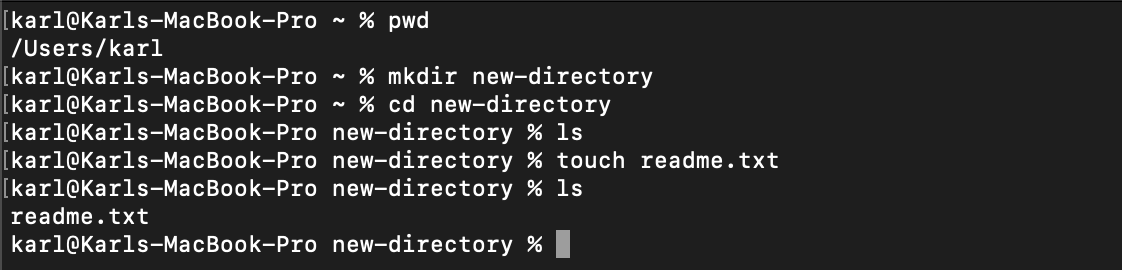 [karl@Karls-MacBook-Pro ~ % pwd
/Users/karl
[karl@Karls-MacBook-Pro ~ % mkdir new-directory
[karl@Karls-MacBook-Pro ~ % cd new-directory
[karl@Karls-MacBook-Pro new-directory % ls
[karl@Karls-MacBook-Pro new-directory % touch readme.txt
[karl@Karls-MacBook-Pro new-directory % ls
readme.txt
karl@Karls-MacBook-Pro new-directory %